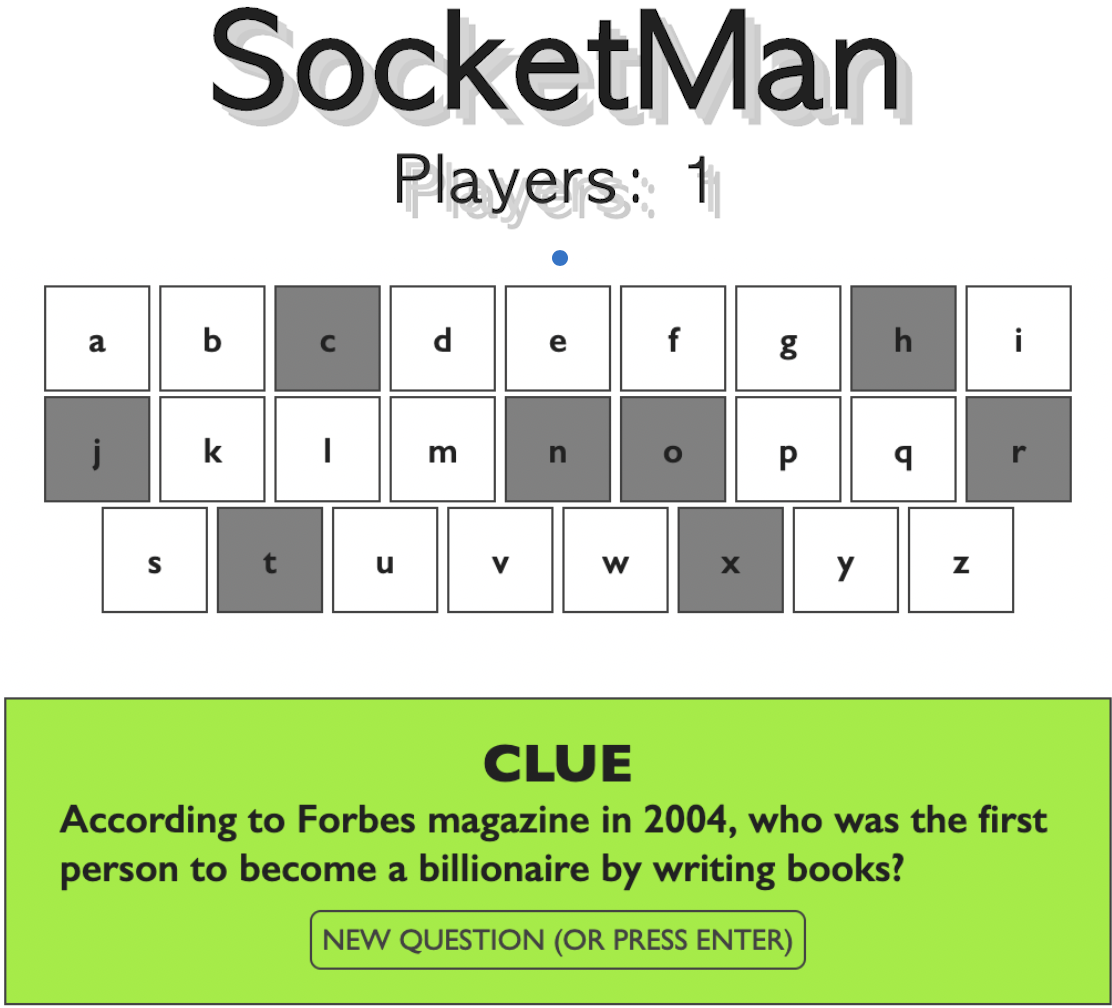 SocketMan
Players: 1
a b c d e f g h i
j k l m n o p q r
s t u v w x y z
CLUE
According to Forbes magazine in 2004, who was the first
person to become a billionaire by writing books?
NEW QUESTION (OR PRESS ENTER)